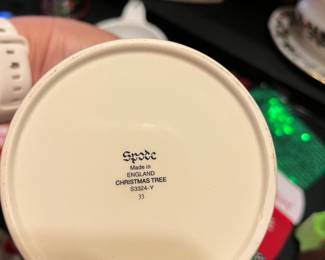 Spode
Made in
ENGLAND
CHRISTMAS TREE
S3324-Y
33